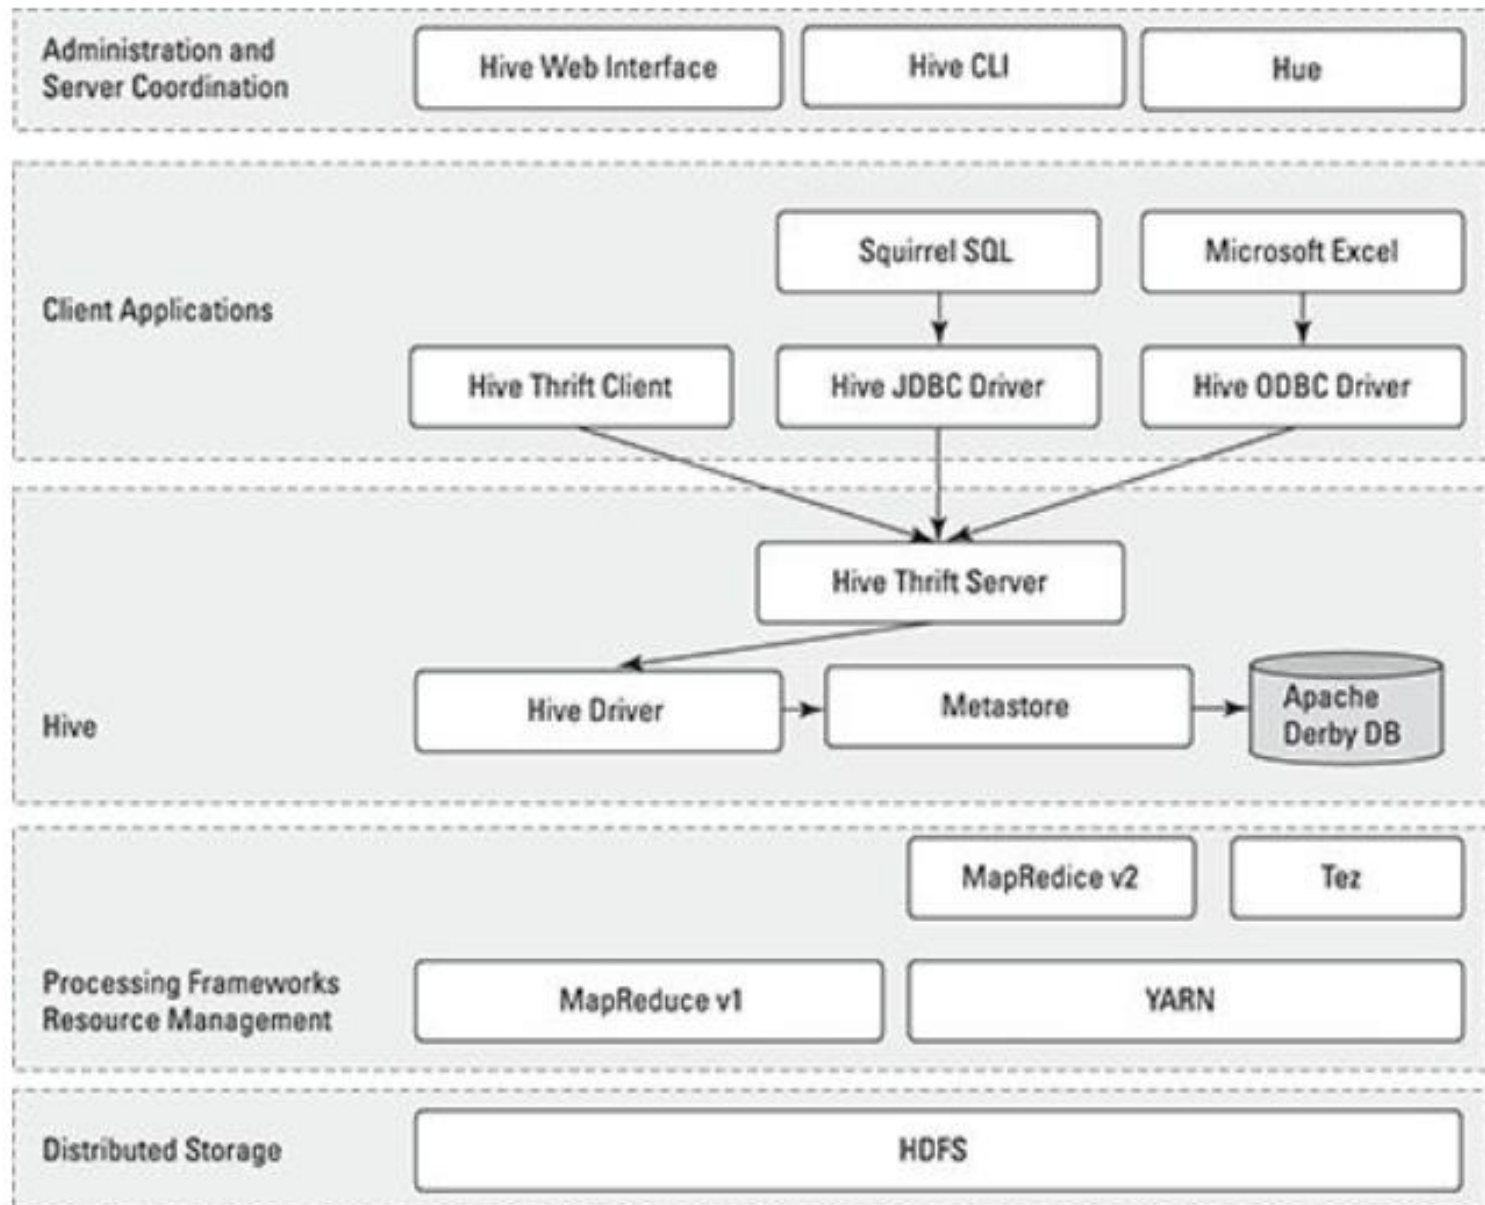 Administration and
Server Coordination
Hive Web Interface
Hive CLI
Hue
Client Applications
Squirrel SQL
Microsoft Excel
Hive Thrift Client
Hive JDBC Driver
Hive ODBC Driver
Hive
Hive Thrift Server
Hive Driver
Metastore
Apache
Derby DB
Processing Frameworks
Resource Management
MapRedice v2
Tez
MapReduce v1
YARN
Distributed Storage
HDFS